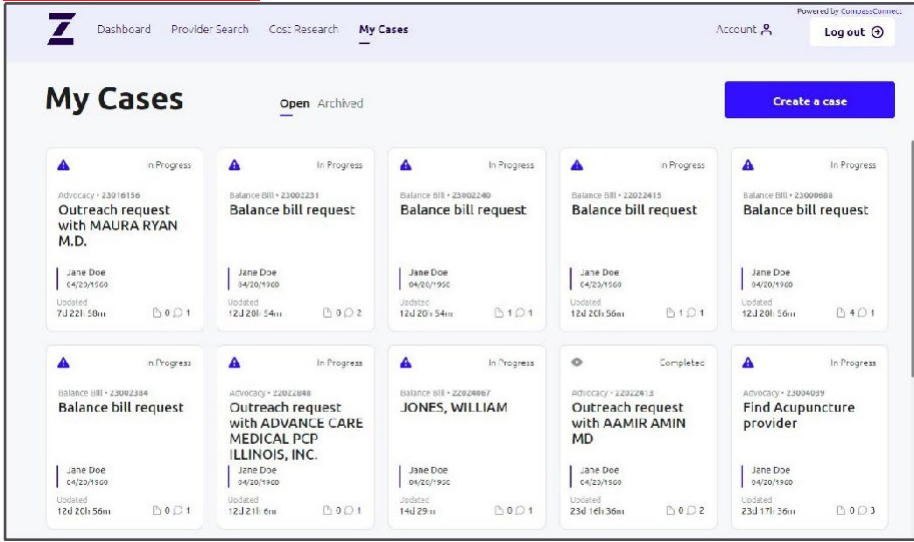 Powered by CompassConnect
Z Dashboard Provider Search Cost Research My Cases Account Log out
My Cases Open Archived Create a case
In Progress
Advocacy • 23016156
Outreach request
with MAURA RYAN
M.D.
Jane Doe
04/20/1960
Updated
7d 22h 58m 0 1
In Progress
Balance Bill • 23002231
Balance bill request
Jane Doe
04/20/1960
Updated
12d 20h 54m 0 2
In Progress
Balance Bill • 23002240
Balance bill request
Jane Doe
04/20/1960
Updated
12d 20h 54m 1 1
In Progress
Balance Bill • 22022415
Balance bill request
Jane Doe
04/20/1960
Updated
12d 20h 56m 1 1
In Progress
Balance Bill • 23000688
Balance bill request
Jane Doe
04/20/1960
Updated
12d 20h 56m 4 1
In Progress
Balance Bill • 23002384
Balance bill request
Jane Doe
04/20/1960
Updated
12d 20h 56m 0 1
In Progress
Advocacy • 22022848
Outreach request
with ADVANCE CARE
MEDICAL PCP
ILLINOIS, INC.
Jane Doe
04/20/1960
Updated
12d 21h 6m 0 1
In Progress
Balance Bill • 22024067
JONES, WILLIAM
Jane Doe
04/20/1960
Updated
14d 29m 0 1
Completed
Advocacy • 22022413
Outreach request
with AAMIR AMIN
MD
Jane Doe
04/20/1960
Updated
23d 16h 36m 0 2
In Progress
Advocacy • 23004039
Find Acupuncture
provider
Jane Doe
04/20/1960
Updated
23d 17h 36m 0 3